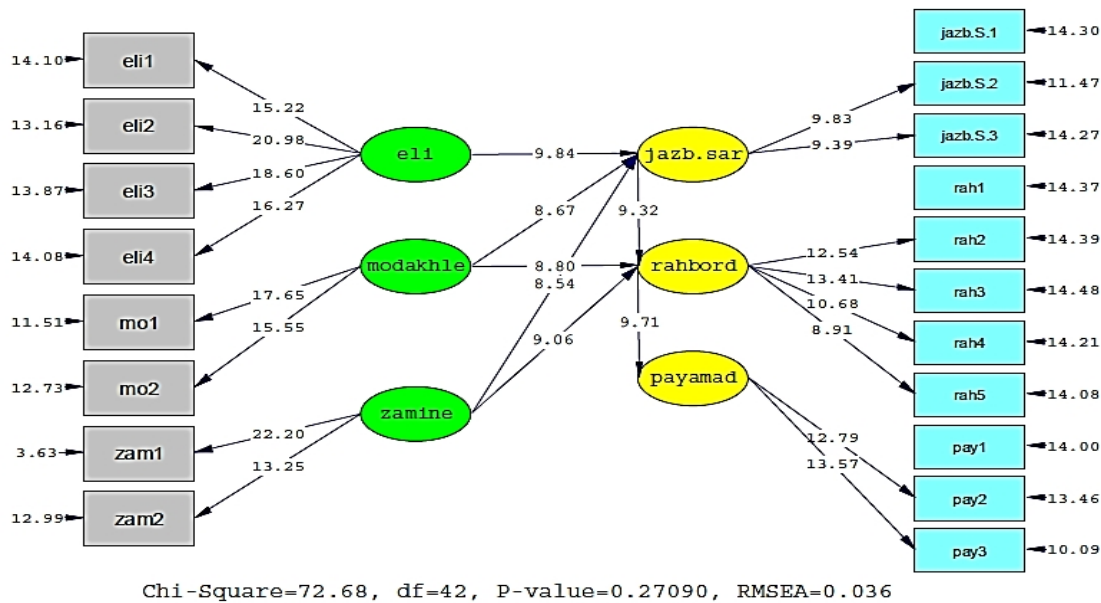 14.10 eli1
13.16 eli2
13.87 eli3
14.08 eli4
11.51 mo1
12.73 mo2
3.63 zam1
12.99 zam2
15.22
20.98
18.60
16.27
17.65
15.55
22.20
13.25
eli
modakhle
zamine
9.84
8.67
8.80
8.54
9.06
jazb.sar
9.32
rahbord
9.71
payamad
9.83
9.39
12.54
13.41
10.68
8.91
12.79
13.57
jazb.S.1 14.30
jazb.S.2 11.47
jazb.S.3 14.27
rah1 14.37
rah2 14.39
rah3 14.48
rah4 14.21
rah5 14.08
pay1 14.00
pay2 13.46
pay3 10.09
Chi-Square=72.68, df=42, P-value=0.27090, RMSEA=0.036